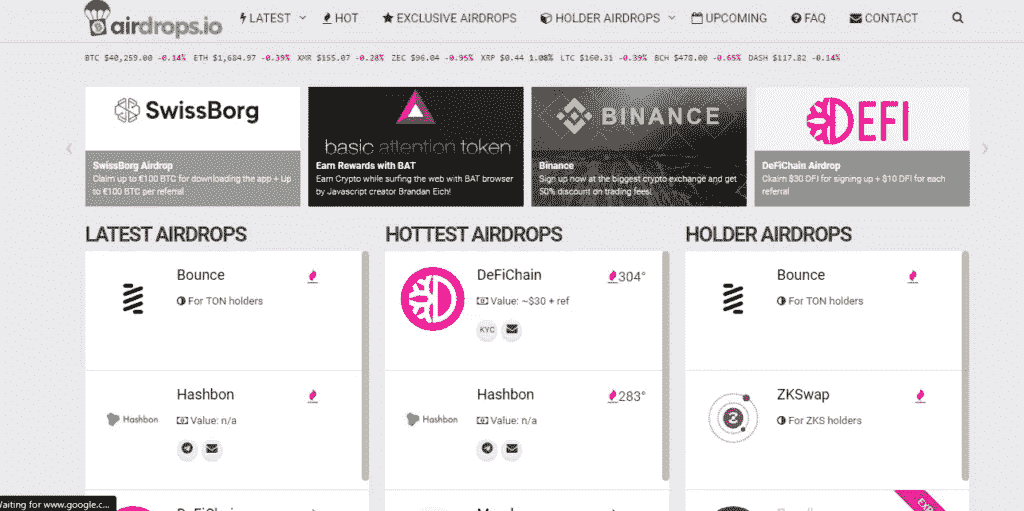 airdrops.io
LATEST HOT EXCLUSIVE AIRDROPS HOLDER AIRDROPS UPCOMING FAQ CONTACT
BTC $40,259.00 -0.14% ETH $1,684.97 -0.39% XMR $155.07 -0.28% ZEC $96.04 -0.95% XRP $0.44 1.08% LTC $160.31 -0.39% BCH $478.00 -0.65% DASH $117.82 -0.14%
SwissBorg
SwissBorg Airdrop
Claim up to €100 BTC for downloading the app + Up
to €100 BTC per referral
basic attention token
Earn Rewards with BAT
Earn Crypto while surfing the web with BAT browser
by Javascript creator Brandan Eich!
BINANCE
Binance
Sign up now at the biggest crypto exchange and get
50% discount on trading fees!
DEFI
DeFiChain Airdrop
Claim $30 DFI for signing up + $10 DFI for each
referral
LATEST AIRDROPS
Bounce
For TON holders
Hashbon
Hashbon
Value: n/a
HOTTEST AIRDROPS
DeFiChain
304°
Value: ~$30 + ref
KYC
Hashbon
Hashbon
283°
Value: n/a
HOLDER AIRDROPS
Bounce
For TON holders
ZKSwap
For ZKS holders
Waiting for www.google.c...